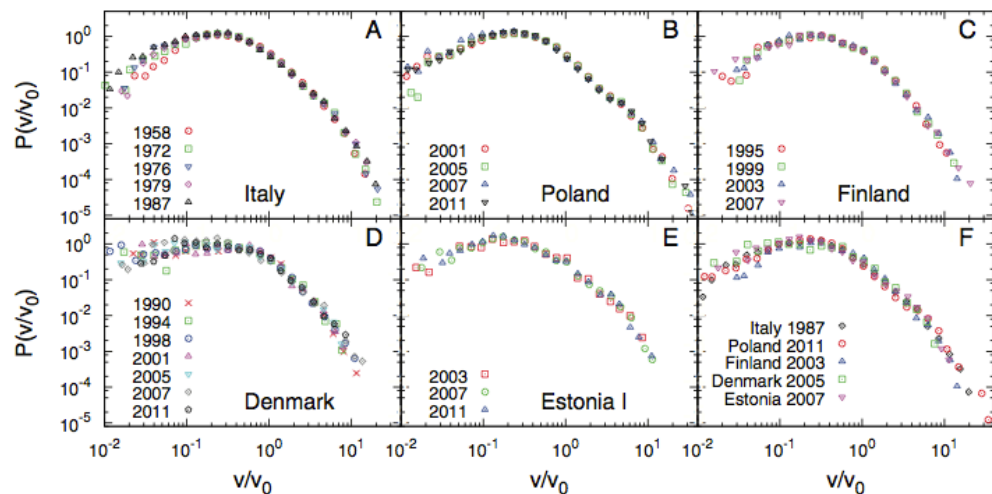 A
P(v/v0)
10^0
10^-1
10^-2
10^-3
10^-4
10^-5
1958
1972
1976
1979
1987
Italy
B
2001
2005
2007
2011
Poland
C
1995
1999
2003
2007
Finland
D
P(v/v0)
10^0
10^-1
10^-2
10^-3
10^-4
10^-5
1990
1994
1998
2001
2005
2007
2011
Denmark
10^-2 10^-1 10^0 10^1
v/v0
E
2003
2007
2011
Estonia I
10^-2 10^-1 10^0 10^1
v/v0
F
Italy 1987
Poland 2011
Finland 2003
Denmark 2005
Estonia 2007
10^-2 10^-1 10^0 10^1
v/v0